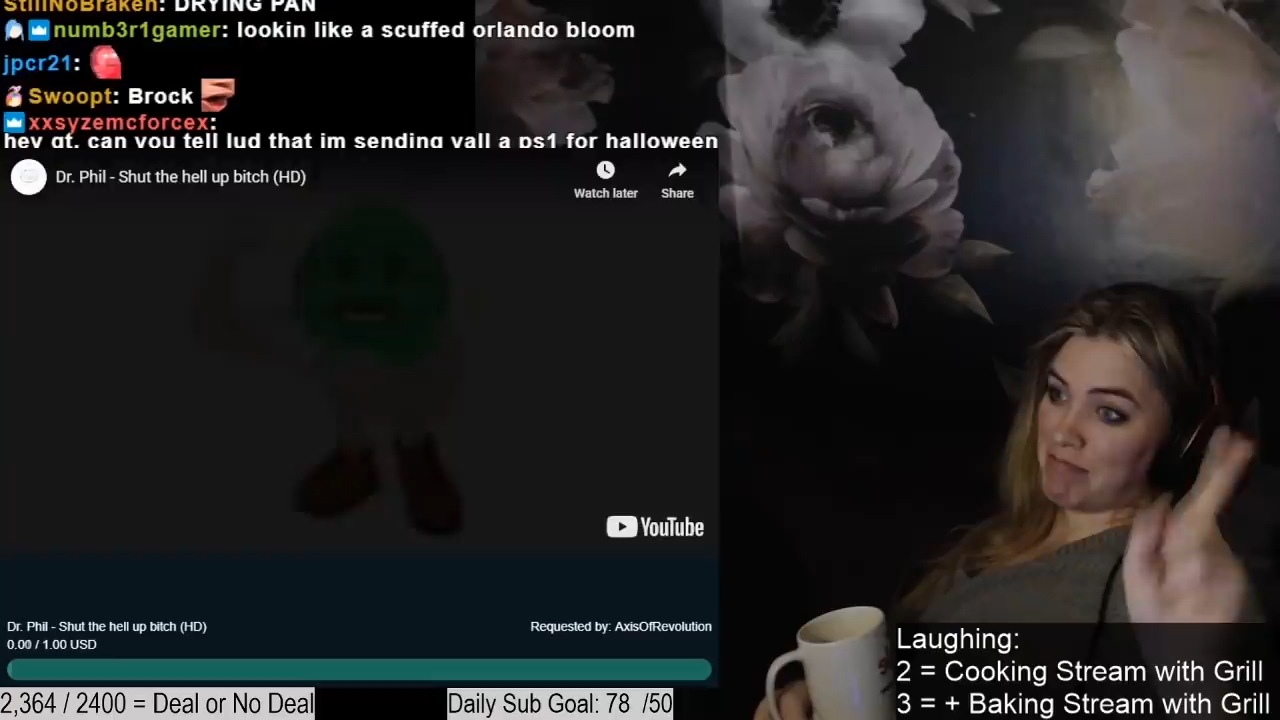 StillNoBraken: DRYING PAN
numb3r1gamer: lookin like a scuffed orlando bloom
jpcr21:
Swoopt: Brock
xxsyzemcforcex:
hey qt. can you tell lud that im sending yall a ps1 for halloween
Dr. Phil - Shut the hell up bitch (HD)
Watch later
Share
YouTube
Dr. Phil - Shut the hell up bitch (HD)
Requested by: AxisOfRevolution
0.00 / 1.00 USD
2,364 / 2400 = Deal or No Deal
Daily Sub Goal: 78 /50
Laughing:
2 = Cooking Stream with Grill
3 = + Baking Stream with Grill